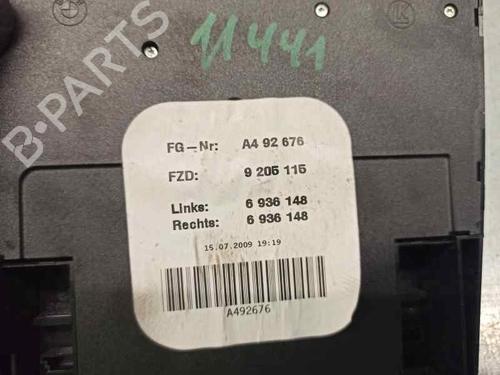 11441
B-PARTS
FG-Nr: A4 92 676
FZD: 9 205 115
Links: 6 936 148
Rechts: 6 936 148
15.07.2009 19:19
A492676